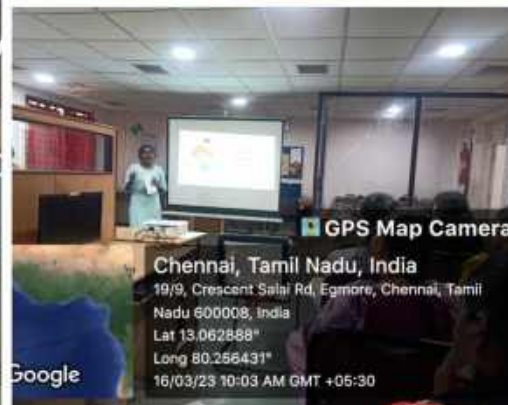 GPS Map Camera
Chennai, Tamil Nadu, India
19/9, Crescent Salai Rd, Egmore, Chennai, Tamil
Nadu 600008, India
Lat 13.062888°
Long 80.256431°
16/03/23 10:03 AM GMT +05:30
Google